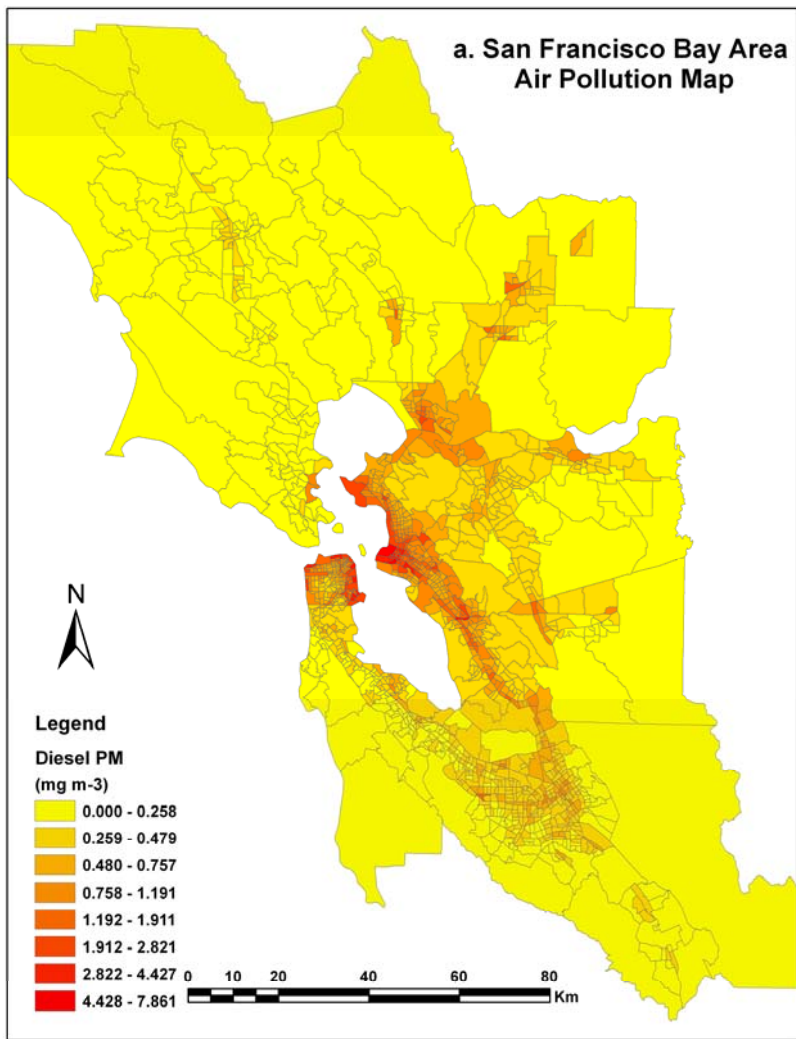 a. San Francisco Bay Area
Air Pollution Map
N
Legend
Diesel PM
(mg m-3)
0.000 - 0.258
0.259 - 0.479
0.480 - 0.757
0.758 - 1.191
1.192 - 1.911
1.912 - 2.821
2.822 - 4.427
4.428 - 7.861
0 10 20 40 60 80
Km